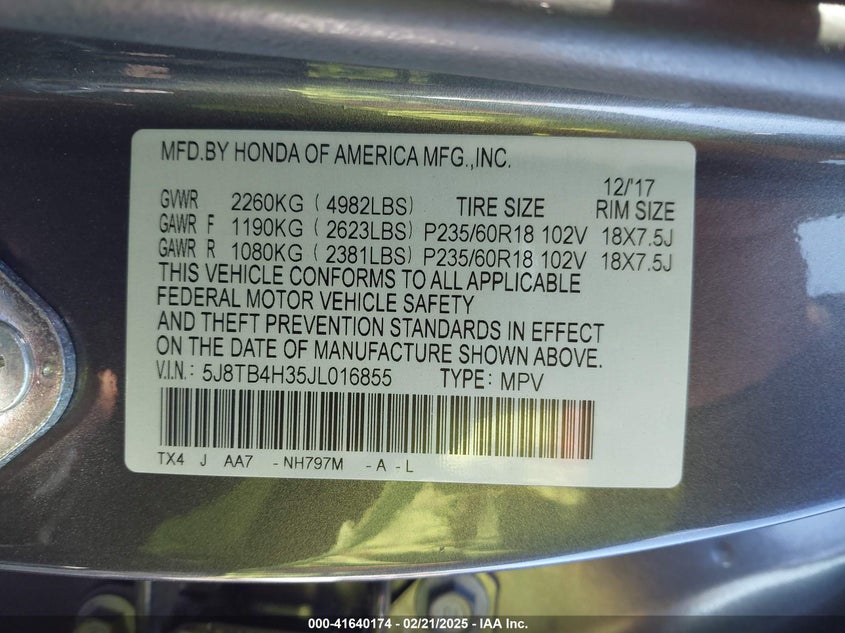 MFD.BY HONDA OF AMERICA MFG.,INC.
12/'17
GVWR 2260KG ( 4982LBS) TIRE SIZE RIM SIZE
GAWR F 1190KG ( 2623LBS) P235/60R18 102V 18X7.5J
GAWR R 1080KG ( 2381LBS) P235/60R18 102V 18X7.5J
THIS VEHICLE CONFORMS TO ALL APPLICABLE
FEDERAL MOTOR VEHICLE SAFETY
AND THEFT PREVENTION STANDARDS IN EFFECT
ON THE DATE OF MANUFACTURE SHOWN ABOVE.
V.I.N.: 5J8TB4H35JL016855 TYPE: MPV
TX4 J AA7 -NH797M -A -L
000-41640174 - 02/21/2025 - IAA Inc.